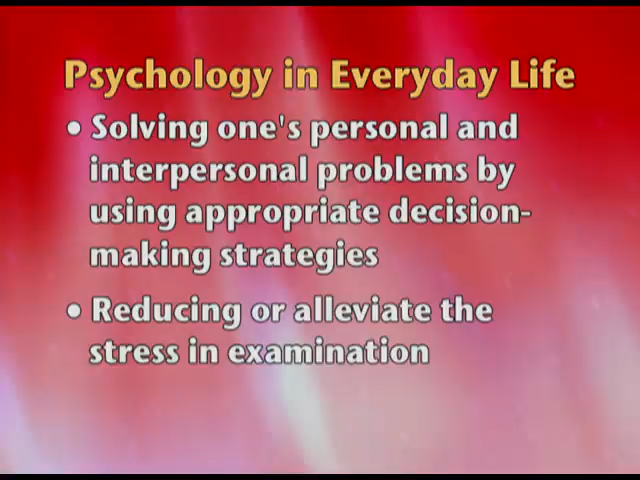 Psychology in Everyday Life
• Solving one's personal and
interpersonal problems by
using appropriate decision-
making strategies
• Reducing or alleviate the
stress in examination